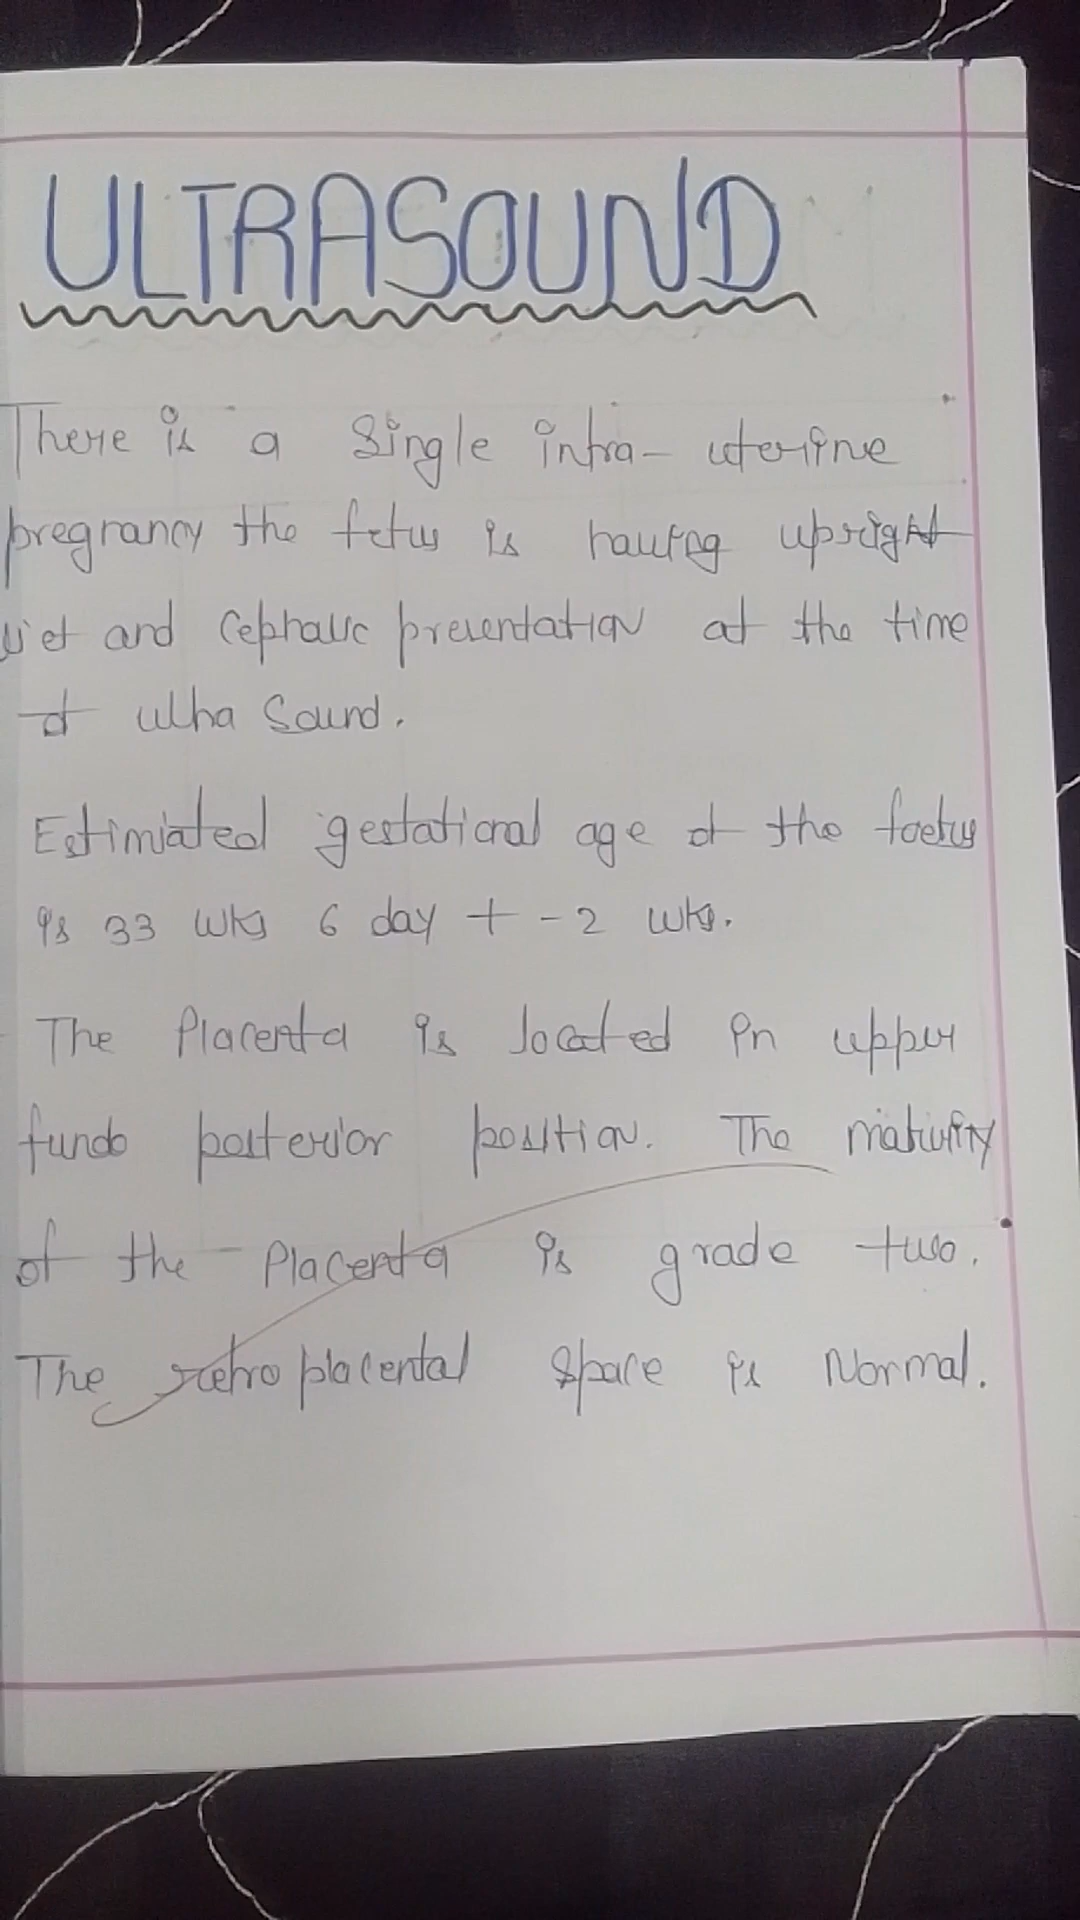 ULTRASOUND
There is a Single intra- uterine
pregnancy the fetus is having upright
liet and Cephalic presentation at the time
of ultra Sound.
Estimiated gestational age of the foetus
is 33 wks 6 day + - 2 wks.
The Placenta is located in upper
fundo posterior position. The maturity
of the Placenta is grade two.
The retro placental space is Normal.